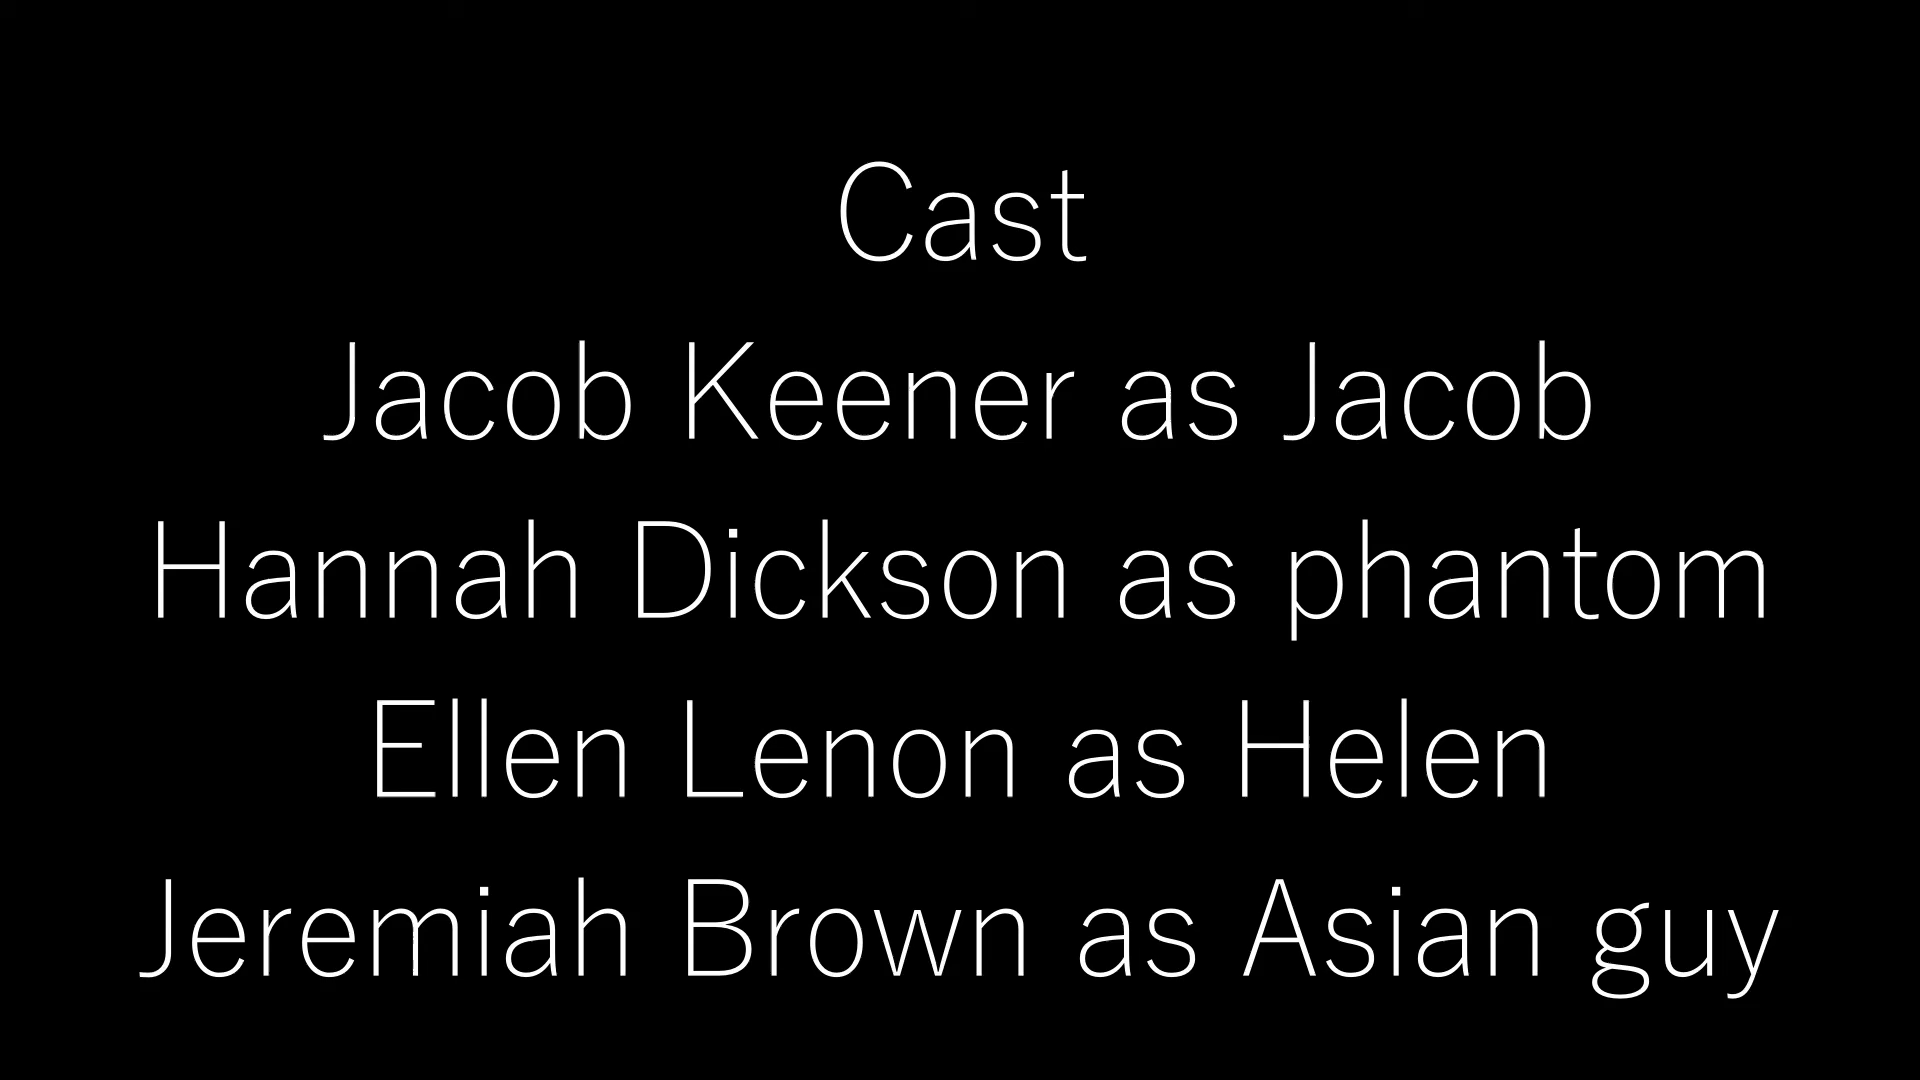 Cast
Jacob Keener as Jacob
Hannah Dickson as phantom
Ellen Lenon as Helen
Jeremiah Brown as Asian guy